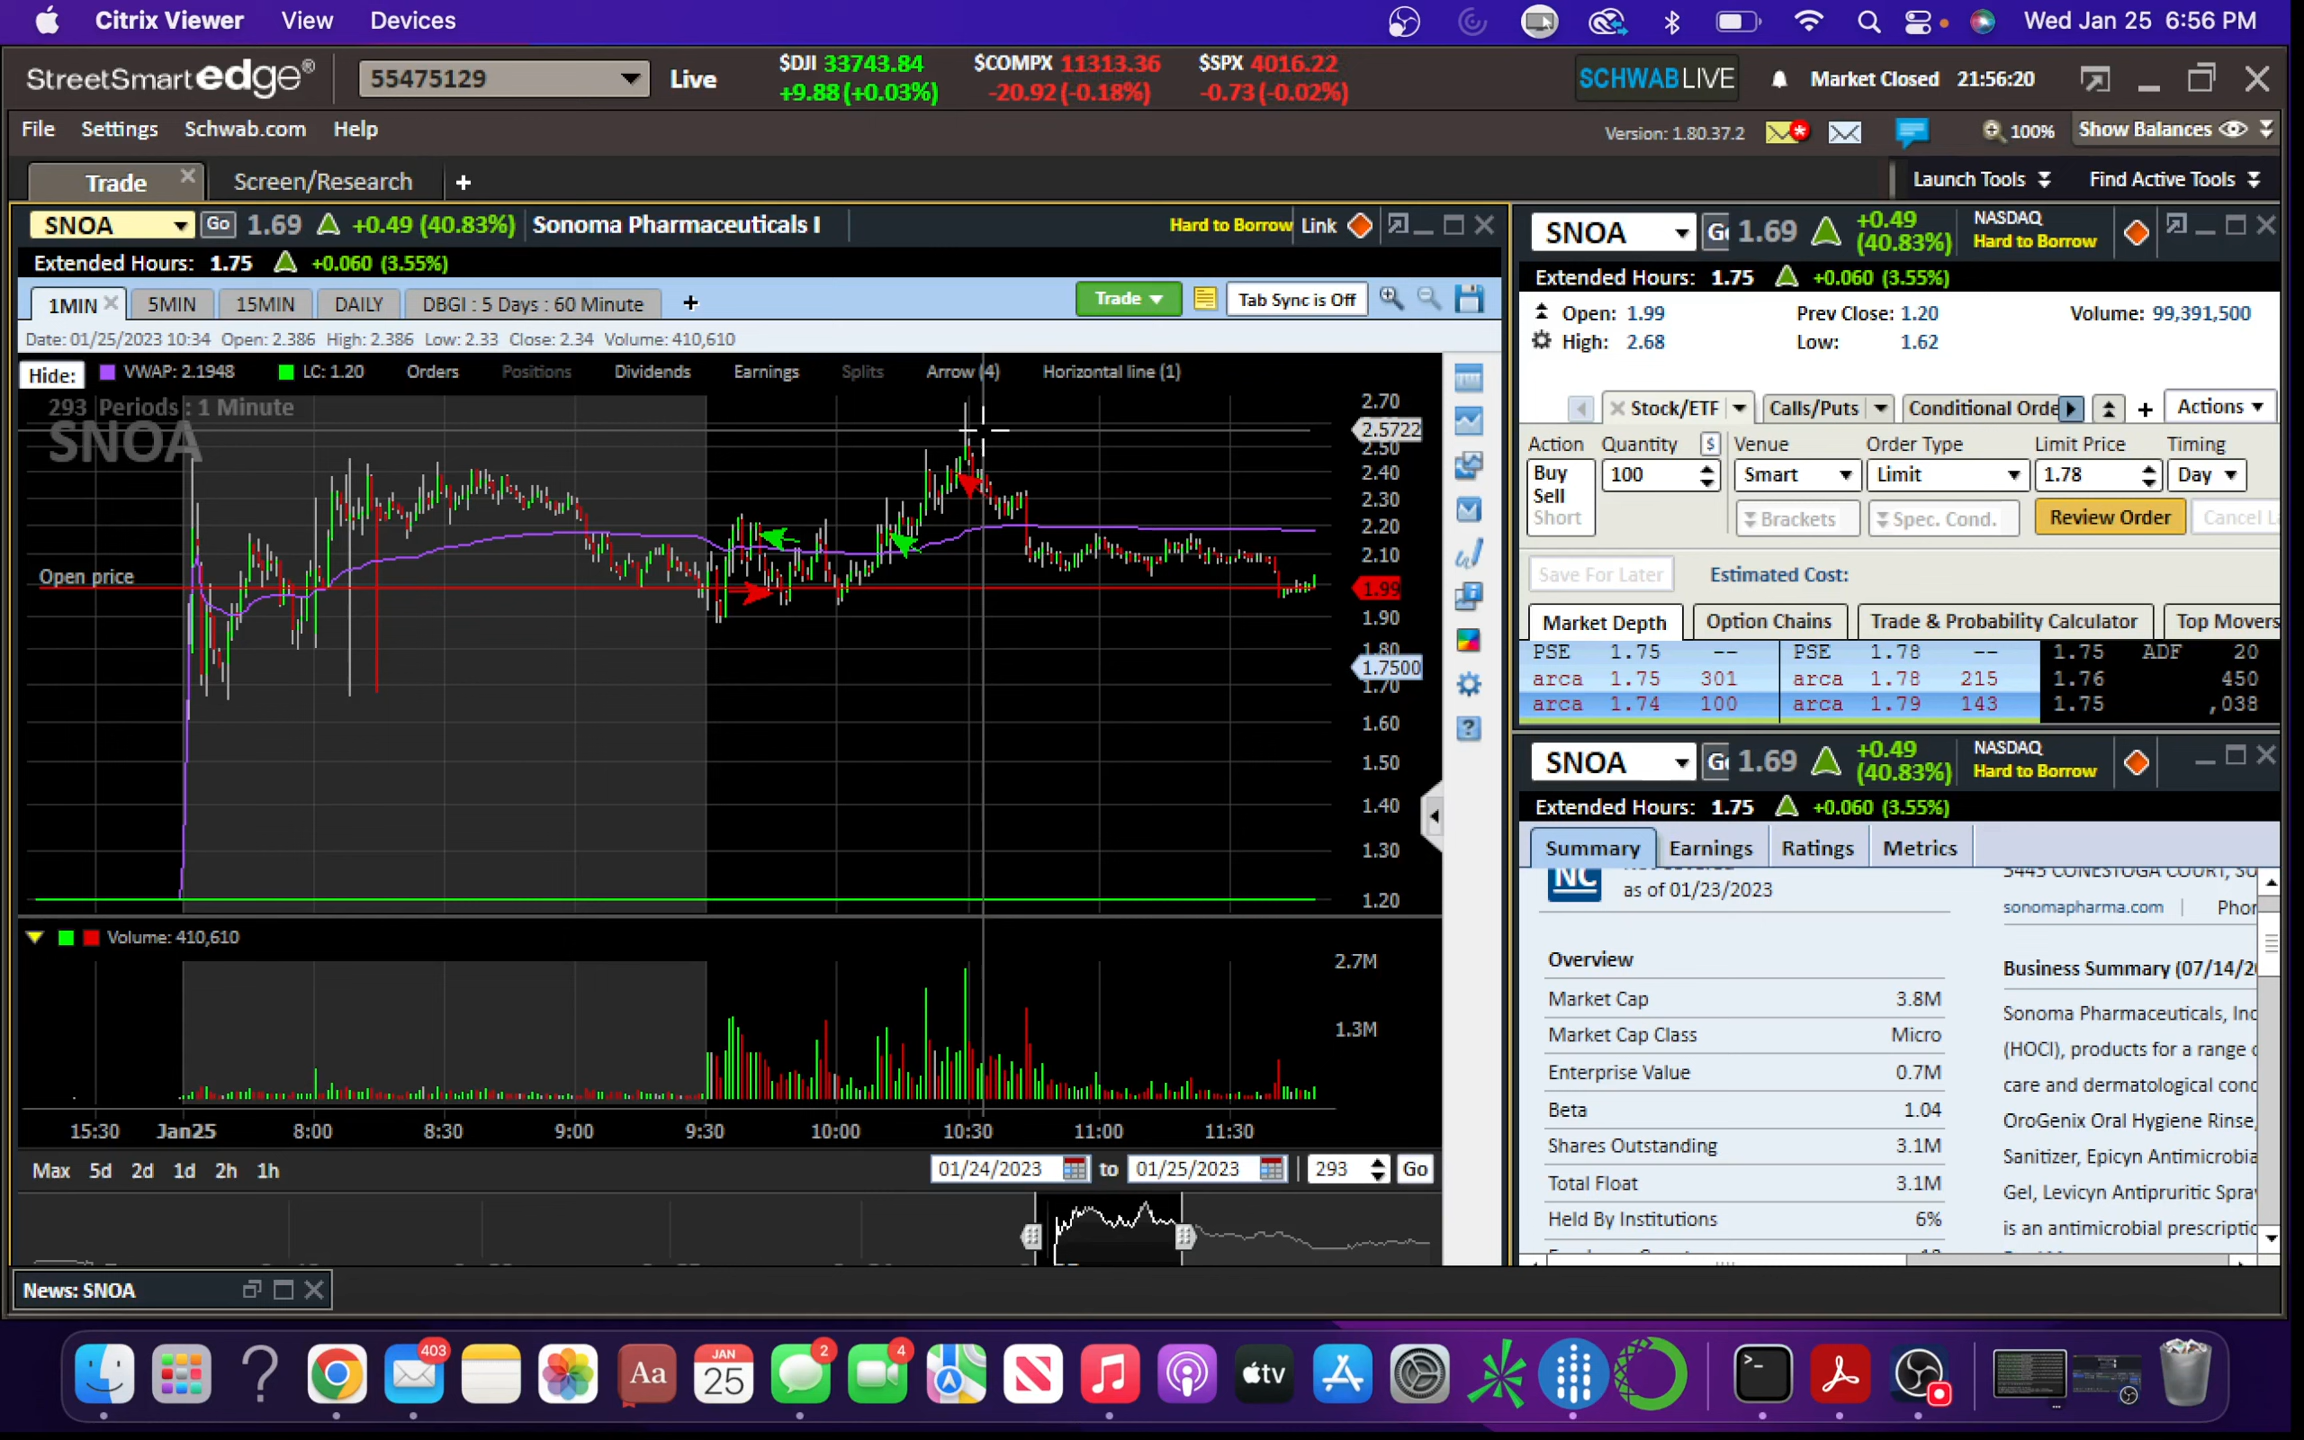 Citrix Viewer View Devices Wed Jan 25 6:56 PM
StreetSmart edge® 55475129 Live
$DJI 33743.84 $COMPX 11313.36 $SPX 4016.22
+9.88 (+0.03%) -20.92 (-0.18%) -0.73 (-0.02%)
SCHWABLIVE Market Closed 21:56:20
File Settings Schwab.com Help Version: 1.80.37.2 100% Show Balances
Trade Screen/Research + Launch Tools Find Active Tools
SNOA Go 1.69 +0.49 (40.83%) Sonoma Pharmaceuticals I Hard to Borrow Link
Extended Hours: 1.75 +0.060 (3.55%)
1MIN 5MIN 15MIN DAILY DBGI : 5 Days : 60 Minute + Trade Tab Sync is Off
Date: 01/25/2023 10:34 Open: 2.386 High: 2.386 Low: 2.33 Close: 2.34 Volume: 410,610
Hide: VWAP: 2.1948 LC: 1.20 Orders Positions Dividends Earnings Splits Arrow (4) Horizontal line (1)
293 Periods : 1 Minute
SNOA
Open price
2.70
2.5722
2.50
2.40
2.30
2.20
2.10
1.99
1.90
1.80
1.7500
1.70
1.60
1.50
1.40
1.30
1.20
Volume: 410,610
2.7M
1.3M
15:30 Jan25 8:00 8:30 9:00 9:30 10:00 10:30 11:00 11:30
Max 5d 2d 1d 2h 1h 01/24/2023 to 01/25/2023 293 Go
News: SNOA
SNOA 1.69 +0.49 (40.83%) NASDAQ Hard to Borrow
Extended Hours: 1.75 +0.060 (3.55%)
Open: 1.99 Prev Close: 1.20 Volume: 99,391,500
High: 2.68 Low: 1.62
Stock/ETF Calls/Puts Conditional Orde + Actions
Action Quantity $ Venue Order Type Limit Price Timing
Buy 100 Smart Limit 1.78 Day
Sell
Short Brackets Spec. Cond. Review Order Cancel
Save For Later Estimated Cost:
Market Depth Option Chains Trade & Probability Calculator Top Movers
PSE 1.75 -- PSE 1.78 -- 1.75 ADF 20
arca 1.75 301 arca 1.78 215 1.76 450
arca 1.74 100 arca 1.79 143 1.75 ,038
SNOA 1.69 +0.49 (40.83%) NASDAQ Hard to Borrow
Extended Hours: 1.75 +0.060 (3.55%)
Summary Earnings Ratings Metrics
NC
as of 01/23/2023
Overview
Market Cap 3.8M
Market Cap Class Micro
Enterprise Value 0.7M
Beta 1.04
Shares Outstanding 3.1M
Total Float 3.1M
Held By Institutions 6%
5445 CONESTOGA COURT,
sonomapharma.com
Business Summary (07/14/2
Sonoma Pharmaceuticals, Inc
(HOCl), products for a range
care and dermatological cond
OroGenix Oral Hygiene Rinse,
Sanitizer, Epicyn Antimicrobia
Gel, Levicyn Antipruritic Spra
is an antimicrobial prescriptio
403
Aa
JAN
25
2
4
tv